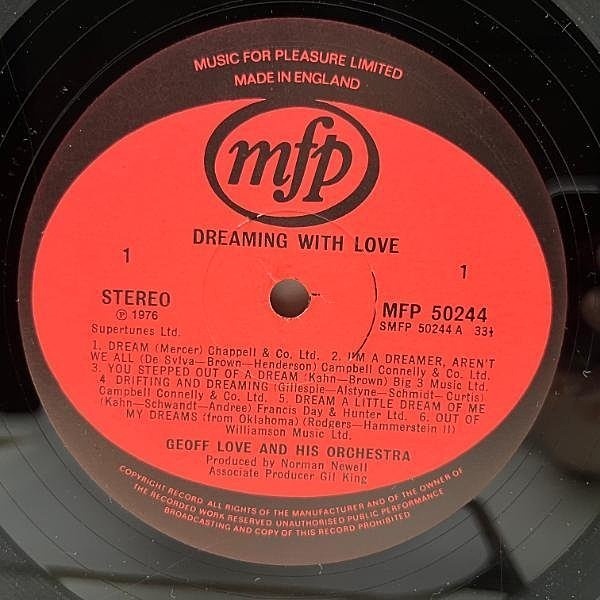 MUSIC FOR PLEASURE LIMITED
MADE IN ENGLAND
mfp
DREAMING WITH LOVE
1
1
STEREO
Ⓟ 1976
Supertunes Ltd.
MFP 50244
SMFP 50244 A 33⅓
1. DREAM (Mercer) Chappell & Co. Ltd. 2. I'M A DREAMER, AREN'T
WE ALL (De Sylva—Brown—Henderson) Campbell Connelly & Co. Ltd.
3. YOU STEPPED OUT OF A DREAM (Kahn—Brown) Big 3 Music Ltd.
4. DRIFTING AND DREAMING (Gillespie—Alstyne—Schmidt—Curtis)
Campbell Connelly & Co. Ltd. 5. DREAM A LITTLE DREAM OF ME
(Kahn—Schwandt—Andree) Francis Day & Hunter Ltd. 6. OUT OF
MY DREAMS (from Oklahoma) (Rodgers—Hammerstein II)
Williamson Music Ltd.
GEOFF LOVE AND HIS ORCHESTRA
Produced by Norman Newell
Associate Producer Gil King
COPYRIGHT RECORD ALL RIGHTS OF THE MANUFACTURER AND OF THE OWNER OF
THE RECORDED WORK RESERVED UNAUTHORISED PUBLIC PERFORMANCE
BROADCASTING AND COPY OF THIS RECORD PROHIBITED